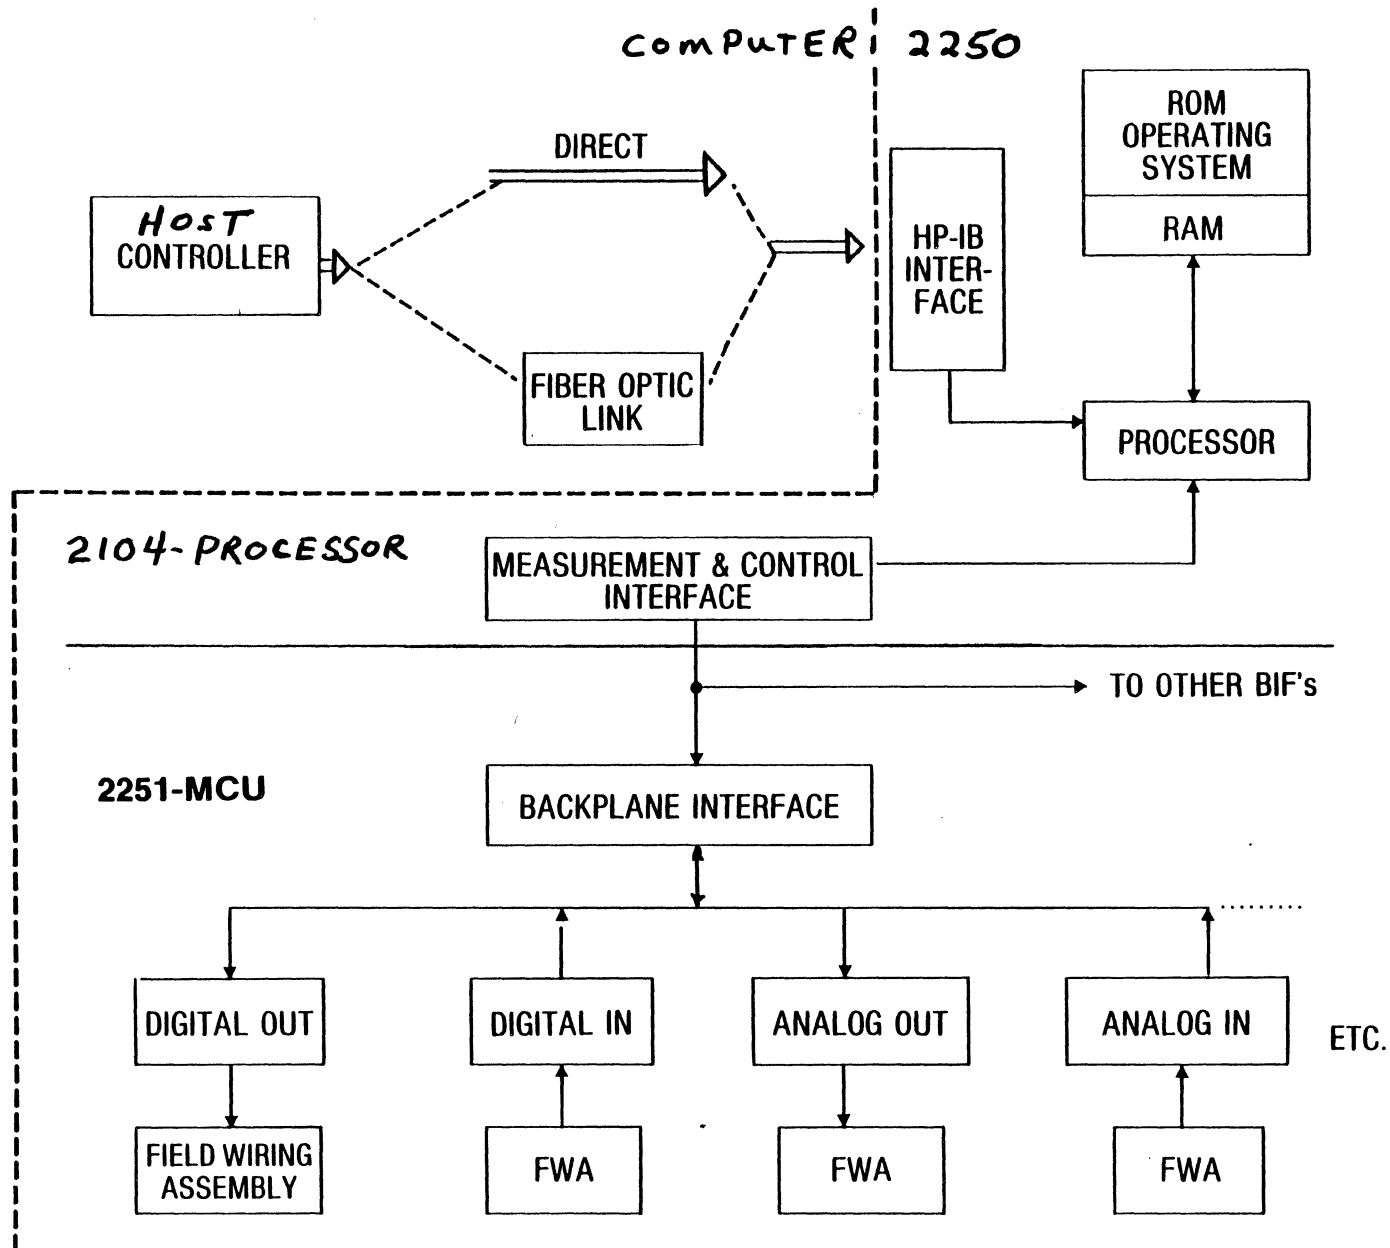 COMPUTER 2250
ROM
OPERATING
SYSTEM
RAM
DIRECT
HOST
CONTROLLER
HP-IB
INTER-
FACE
FIBER OPTIC
LINK
PROCESSOR
2104-PROCESSOR
MEASUREMENT & CONTROL
INTERFACE
TO OTHER BIF's
2251-MCU
BACKPLANE INTERFACE
DIGITAL OUT
DIGITAL IN
ANALOG OUT
ANALOG IN
ETC.
FIELD WIRING
ASSEMBLY
FWA
FWA
FWA